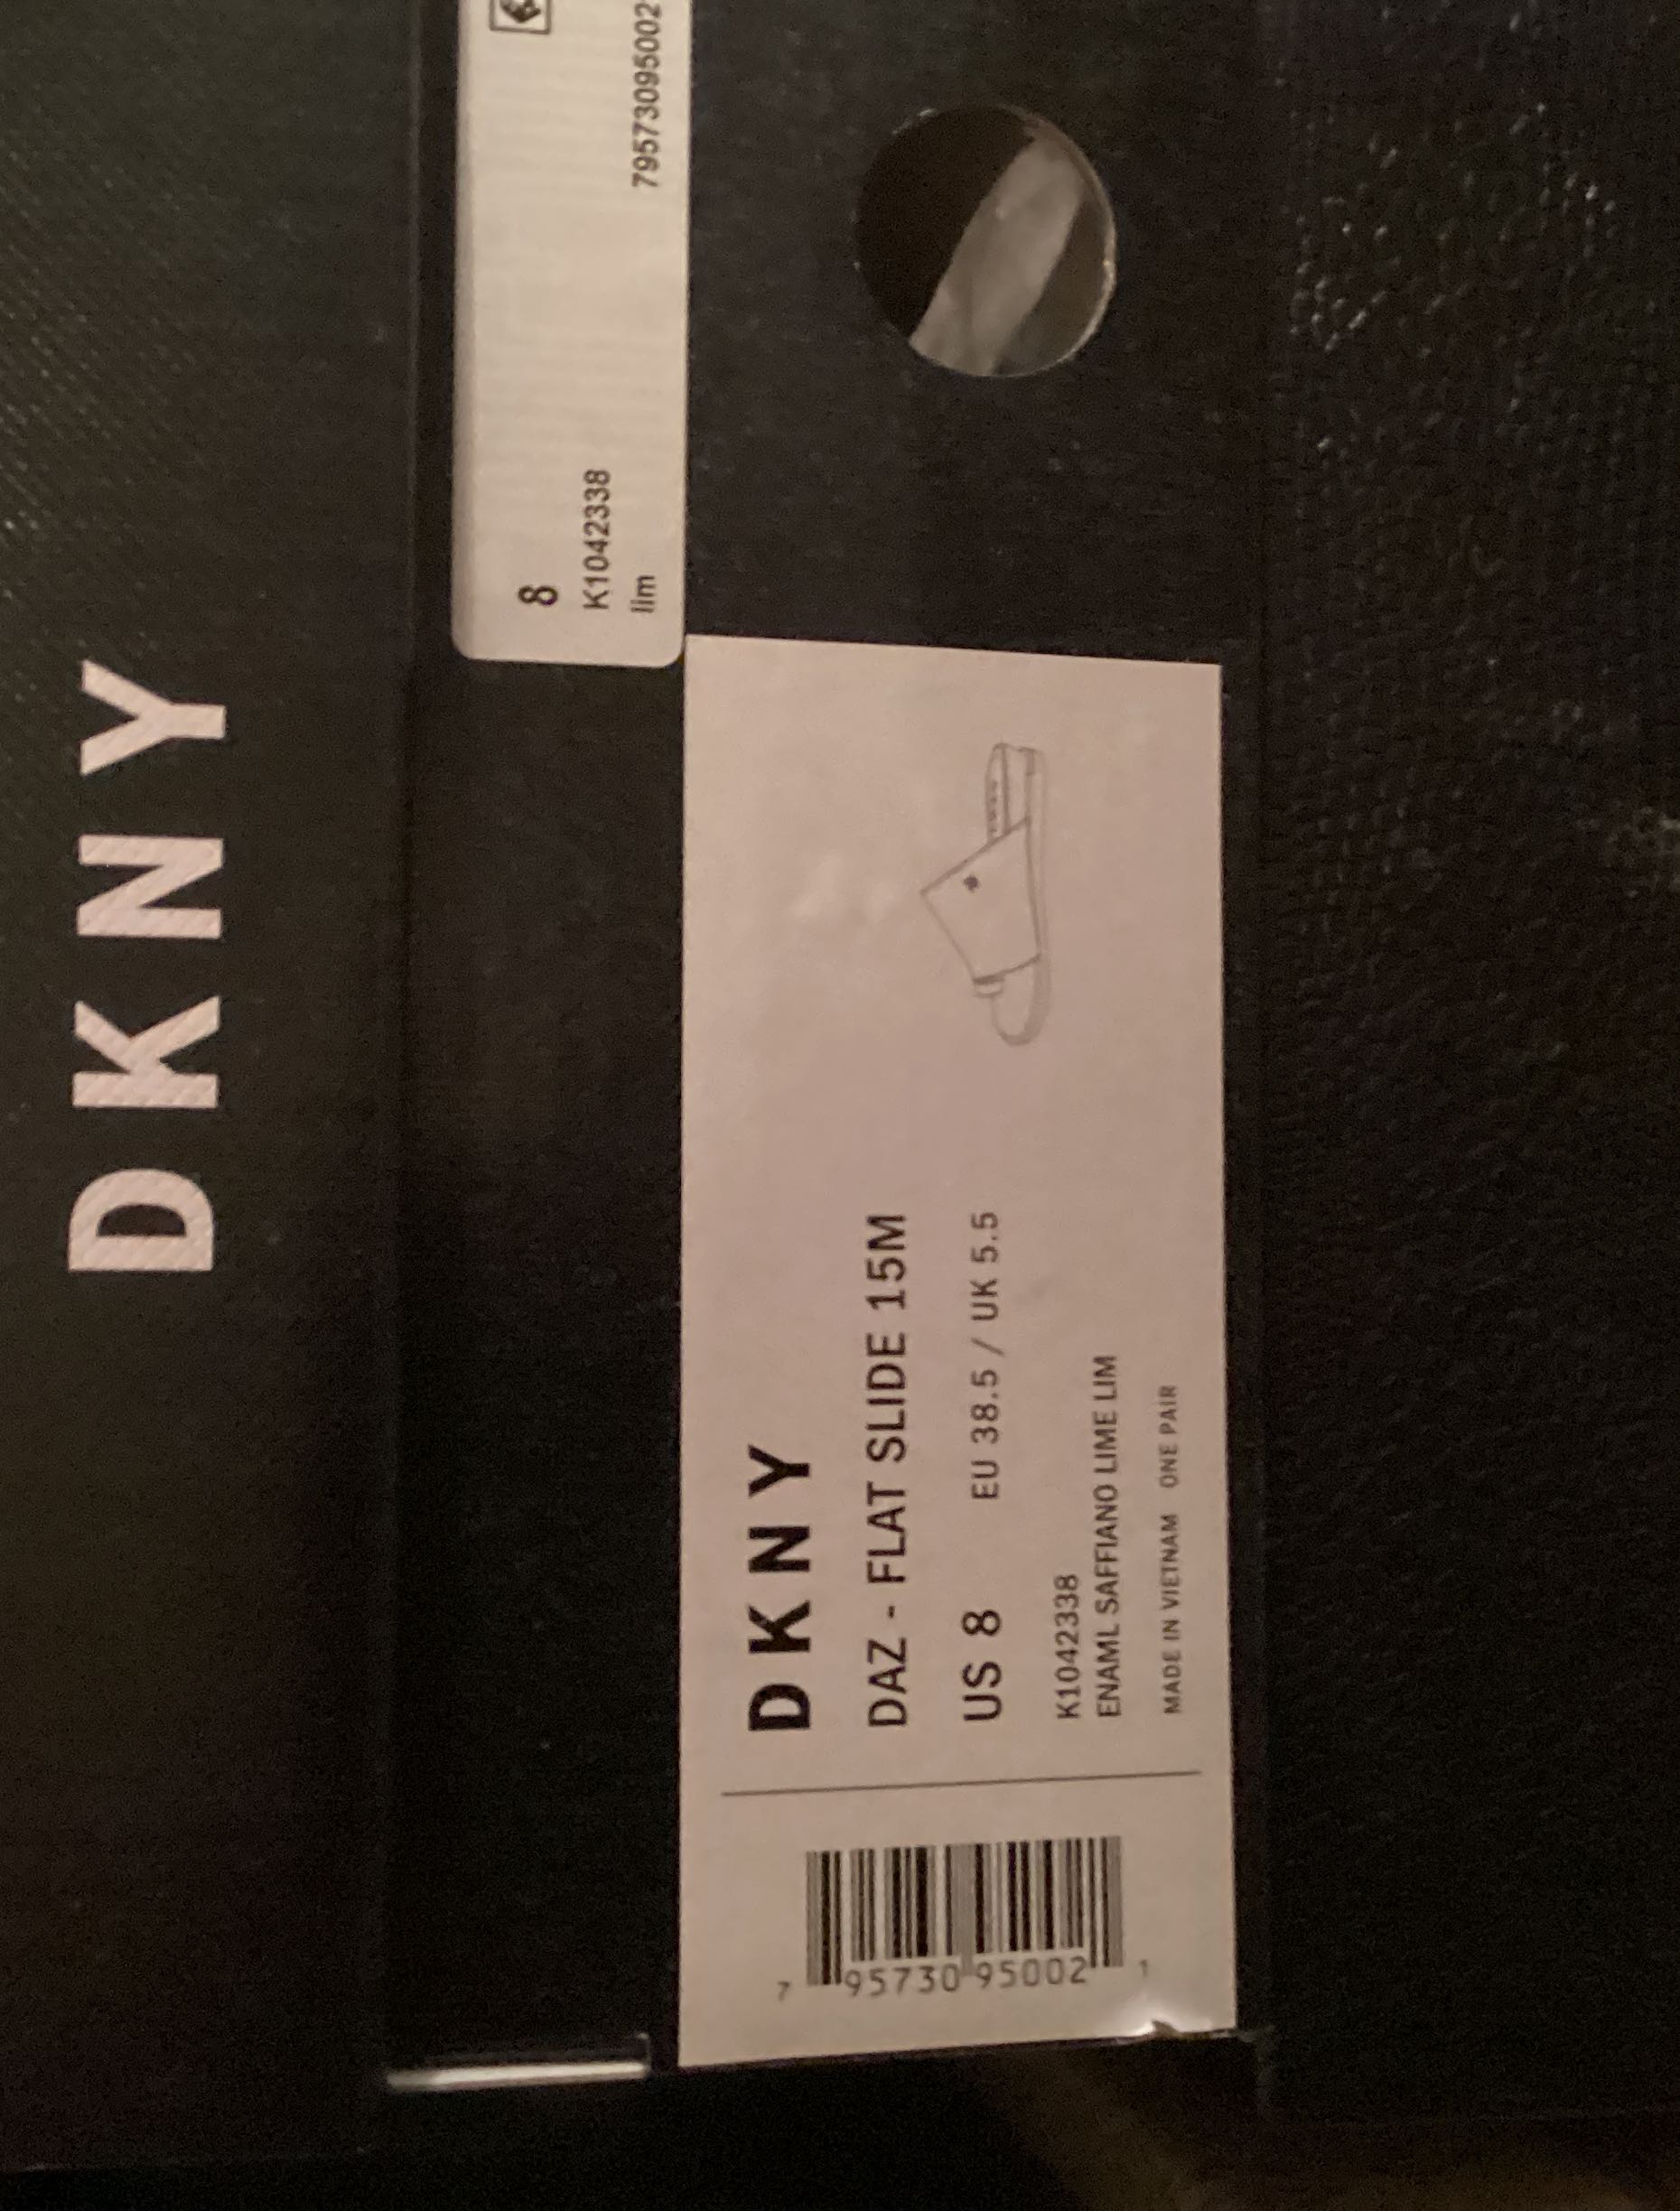 DKNY
8
K1042338
lim
79573095002
DKNY
DAZ - FLAT SLIDE 15M
US 8 EU 38.5 / UK 5.5
K1042338
ENAML SAFFIANO LIME LIM
MADE IN VIETNAM ONE PAIR
7 95730 95002 1